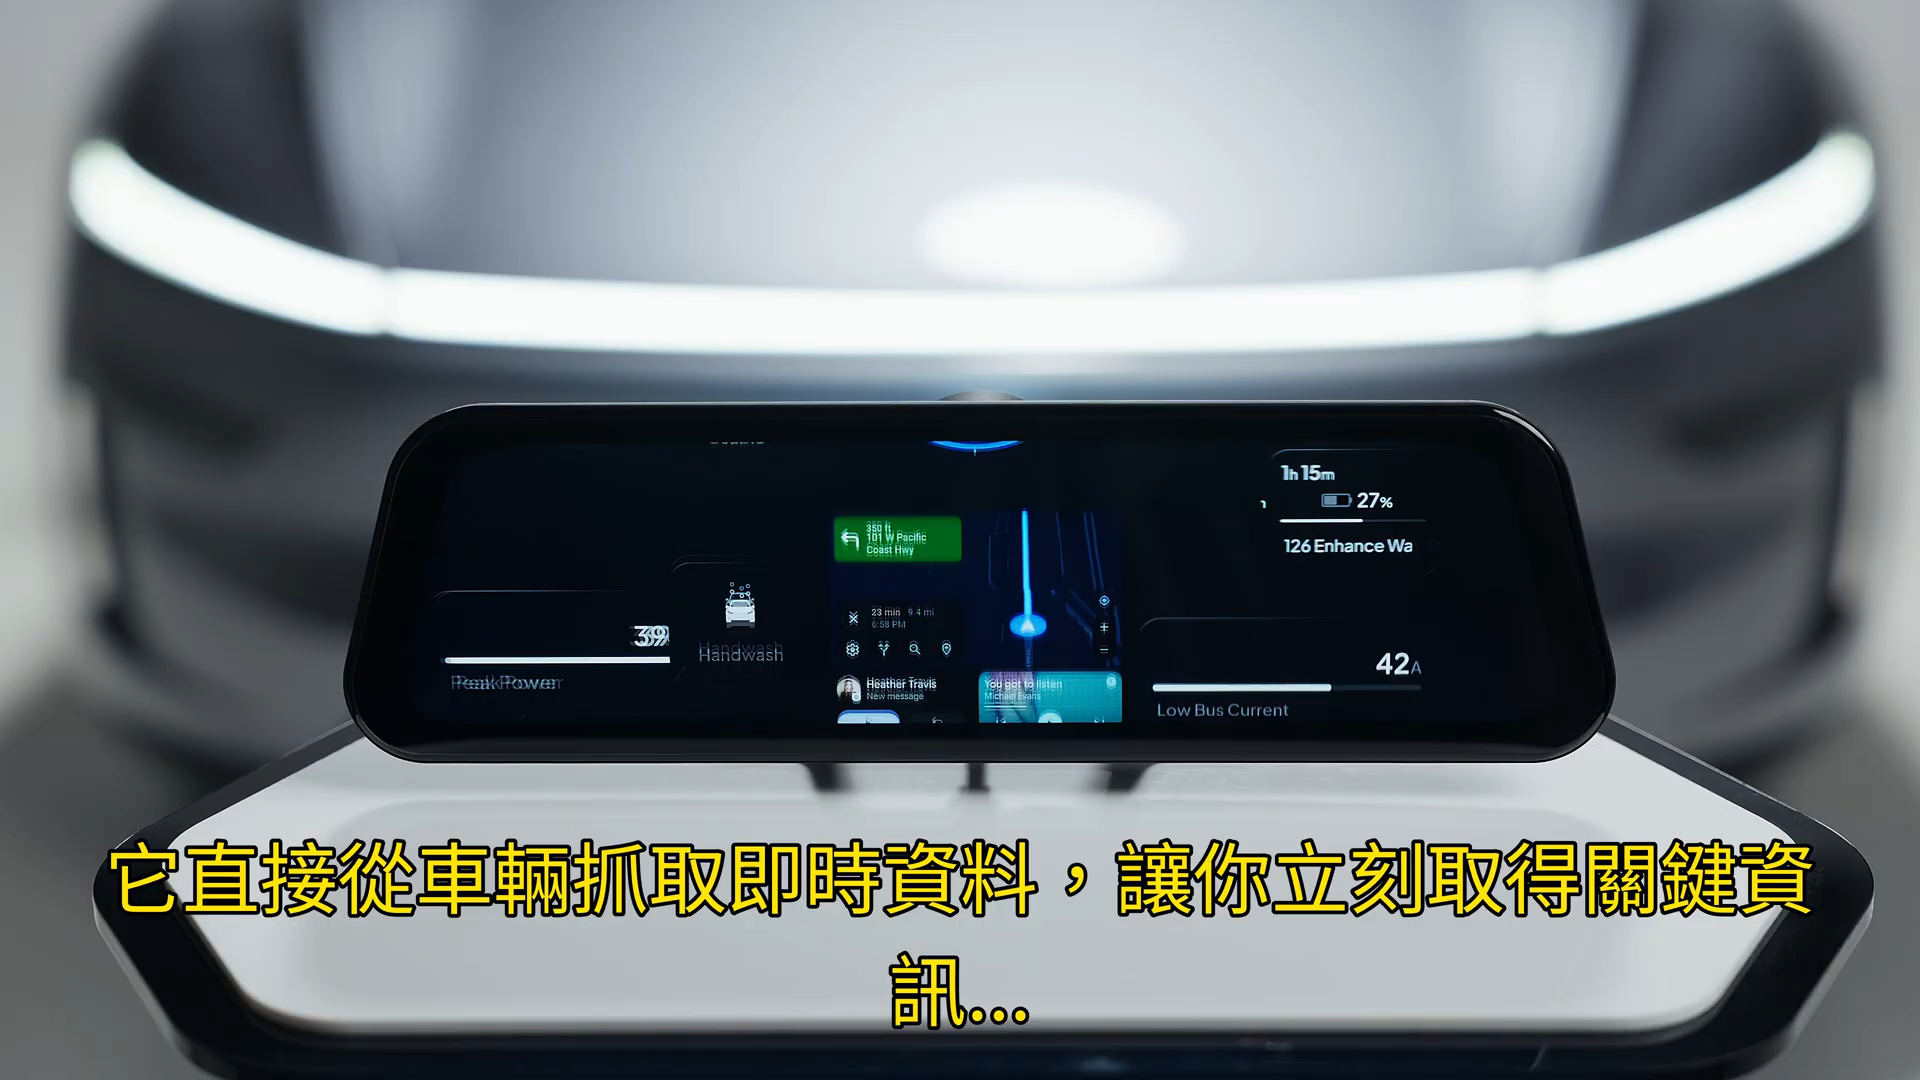 1h 15m
27%
126 Enhance Wa
350 ft
101 W Pacific
Coast Hwy
23 min 9.4 mi
6:58 PM
39
Handwash
Peak Power
Heather Travis
New message
You got to listen
Michael Evans
42A
Low Bus Current
它直接從車輛抓取即時資料，讓你立刻取得關鍵資
訊...